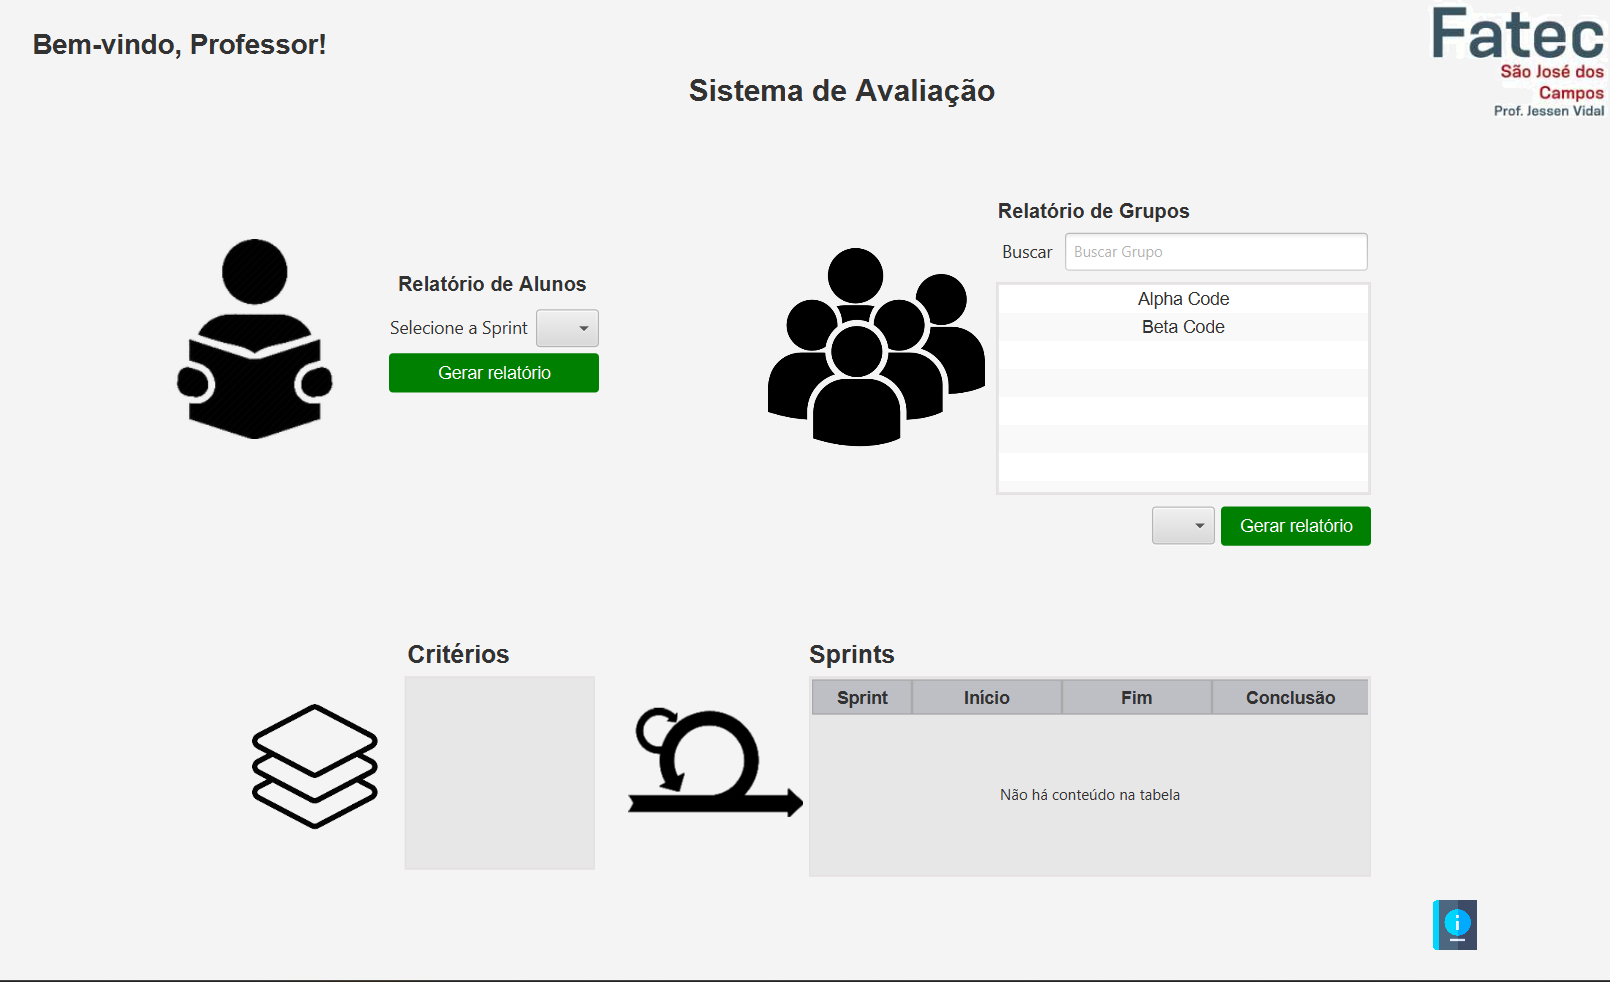 Bem-vindo, Professor!
Fatec
São José dos
Campos
Prof. Jessen Vidal
Sistema de Avaliação
Relatório de Alunos
Selecione a Sprint
Gerar relatório
Relatório de Grupos
Buscar Buscar Grupo
Alpha Code
Beta Code
Gerar relatório
Critérios
Sprints
Sprint Início Fim Conclusão
Não há conteúdo na tabela
i